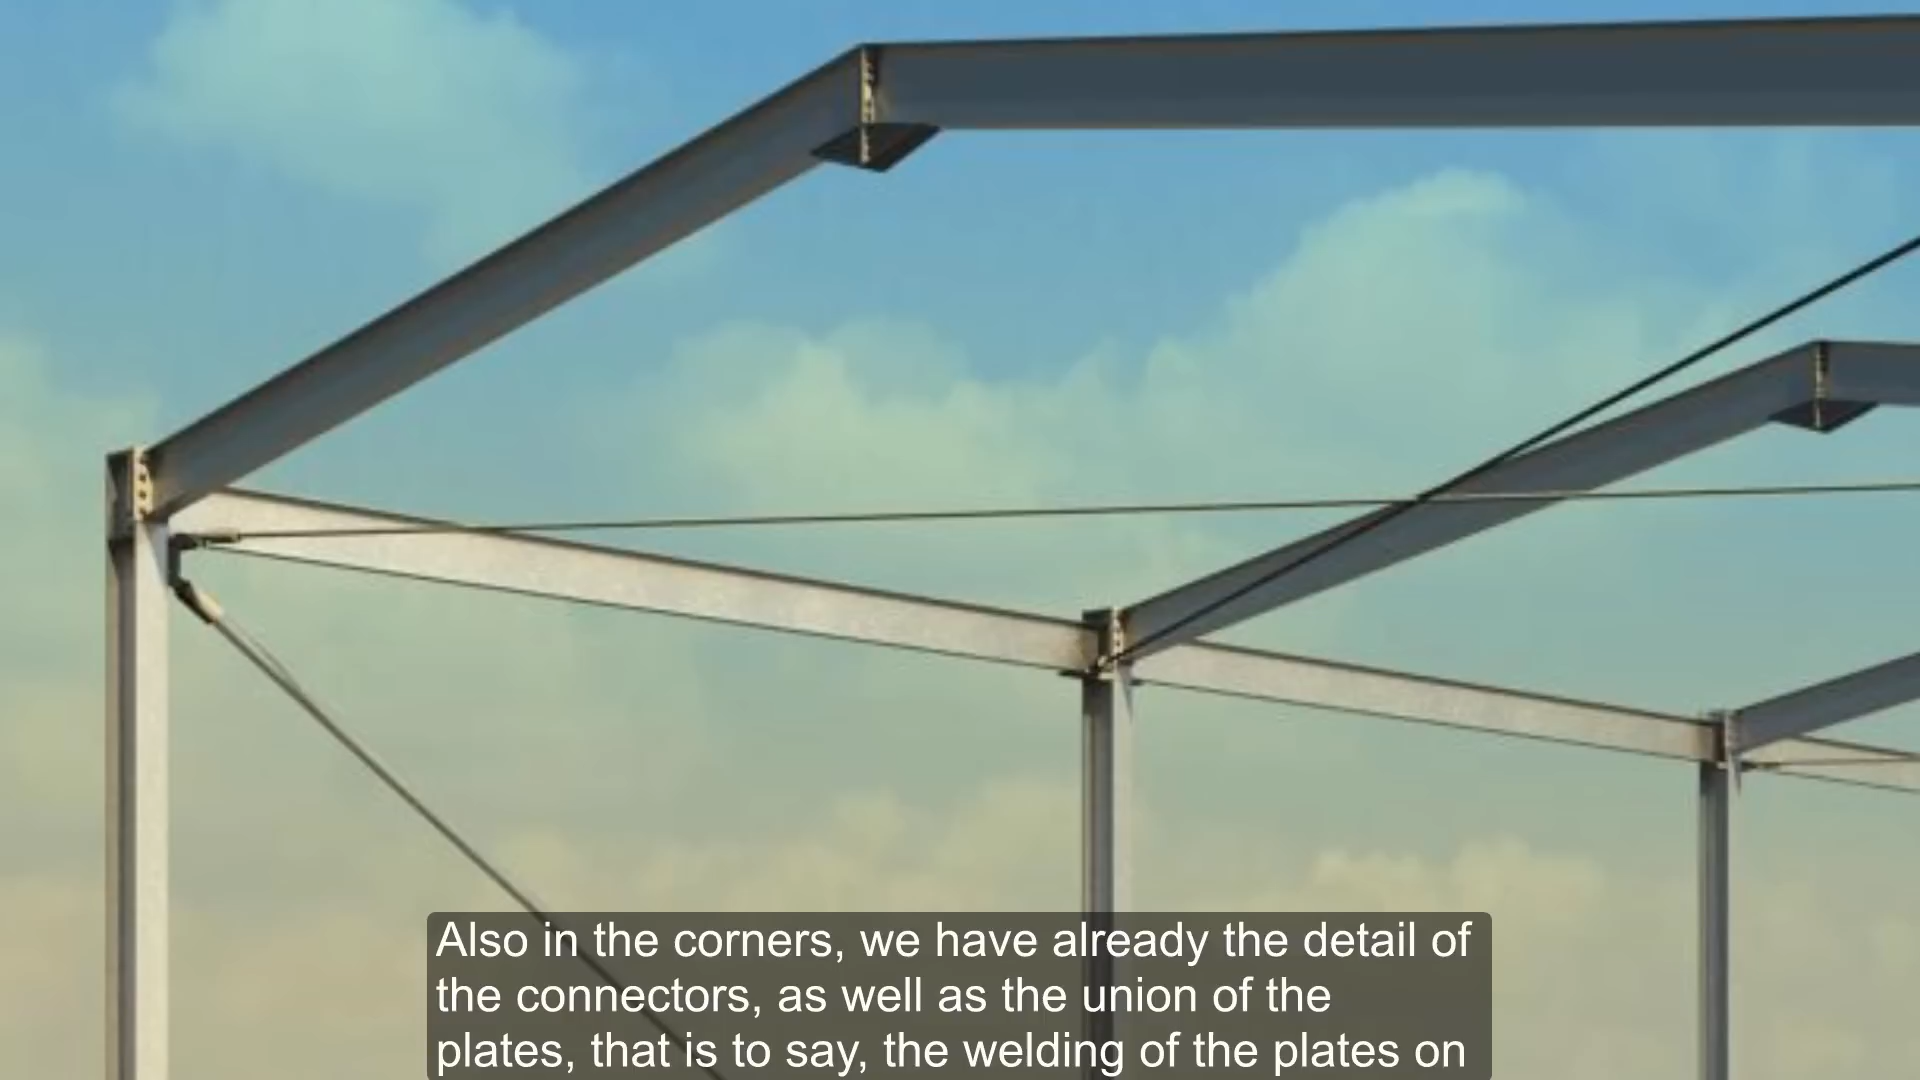 Also in the corners, we have already the detail of
the connectors, as well as the union of the
plates, that is to say, the welding of the plates on